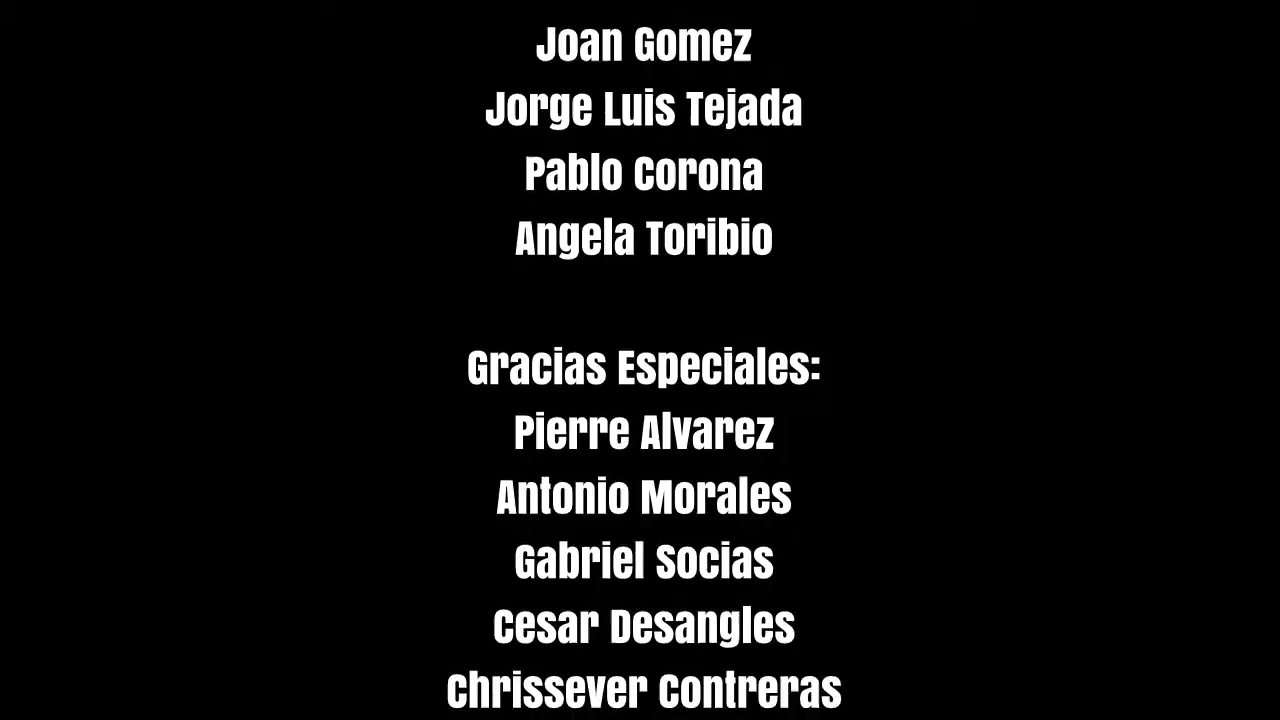 Joan Gomez
Jorge Luis Tejada
Pablo Corona
Angela Toribio
Gracias Especiales:
Pierre Alvarez
Antonio Morales
Gabriel Socias
Cesar Desangles
Chrissever Contreras